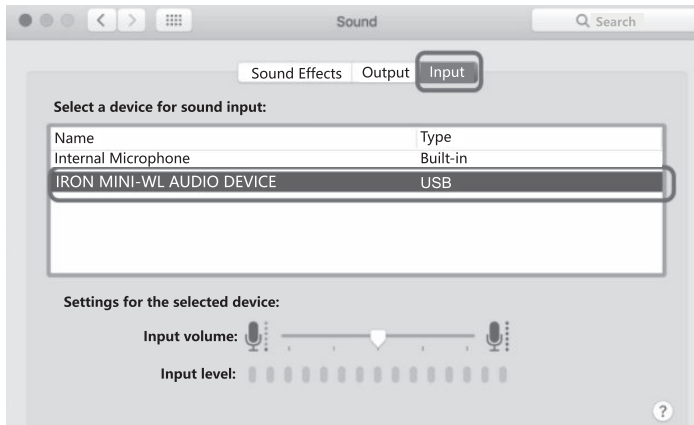 Sound
Search
Sound Effects Output Input
Select a device for sound input:
Name Type
Internal Microphone Built-in
IRON MINI-WL AUDIO DEVICE USB
Settings for the selected device:
Input volume:
Input level:
?